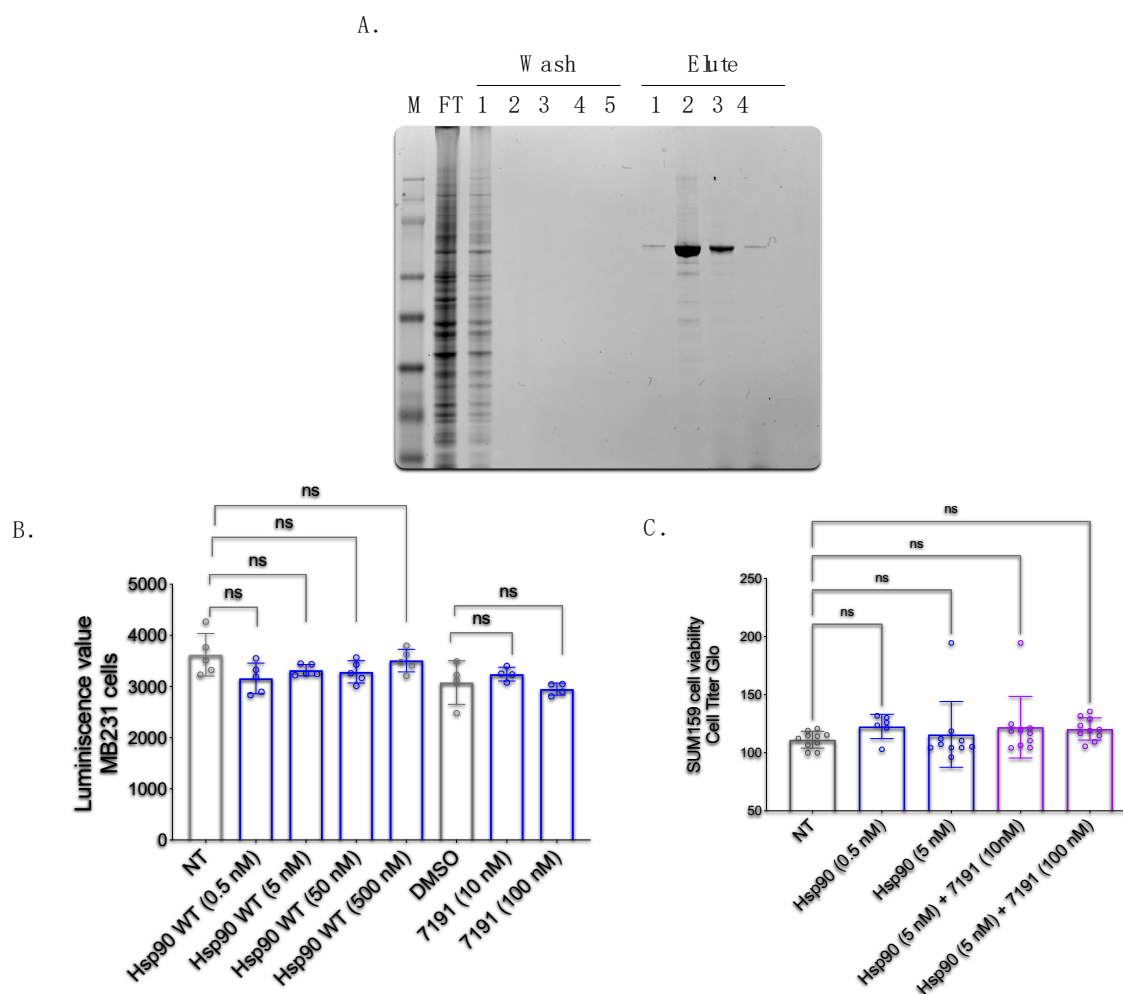 A.
Wash Elute
M FT 1 2 3 4 5 1 2 3 4
B.
ns
ns
ns
ns
ns
ns
Luminiscence value
MB231 cells
5000
4000
3000
2000
1000
0
NT
Hsp90 WT (0.5 nM)
Hsp90 WT (5 nM)
Hsp90 WT (50 nM)
Hsp90 WT (500 nM)
DMSO
7191 (10 nM)
7191 (100 nM)
C.
ns
ns
ns
ns
SUM159 cell viability
Cell Titer Glo
250
200
150
100
50
NT
Hsp90 (0.5 nM)
Hsp90 (5 nM)
Hsp90 (5 nM) + 7191 (10nM)
Hsp90 (5 nM) + 7191 (100 nM)